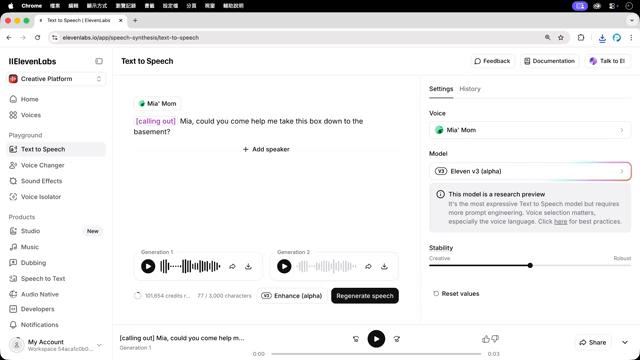 Chrome 檔案 編輯 顯示方式 瀏覽記錄 書籤 設定檔 分頁 視窗 輔助說明
Text to Speech | ElevenLabs
elevenlabs.io/app/speech-synthesis/text-to-speech
IIElevenLabs
Creative Platform
Home
Voices
Playground
Text to Speech
Voice Changer
Sound Effects
Voice Isolator
Products
Studio New
Music
Dubbing
Speech to Text
Audio Native
Developers
Notifications
My Account
Text to Speech
Feedback
Documentation
Talk to El
Mia' Mom
[calling out] Mia, could you come help me take this box down to the
basement?
+ Add speaker
Generation 1
Generation 2
101,654 credits r...
77 / 3,000 characters
V3 Enhance (alpha)
Regenerate speech
Settings History
Voice
Mia' Mom
Model
V3 Eleven v3 (alpha)
This model is a research preview
It's the most expressive Text to Speech model but requires
more prompt engineering. Voice selection matters,
especially the voice language. Click here for best practices.
Stability
Creative Robust
Reset values
[calling out] Mia, could you come help m...
Generation 1
0:00
0:03
Share